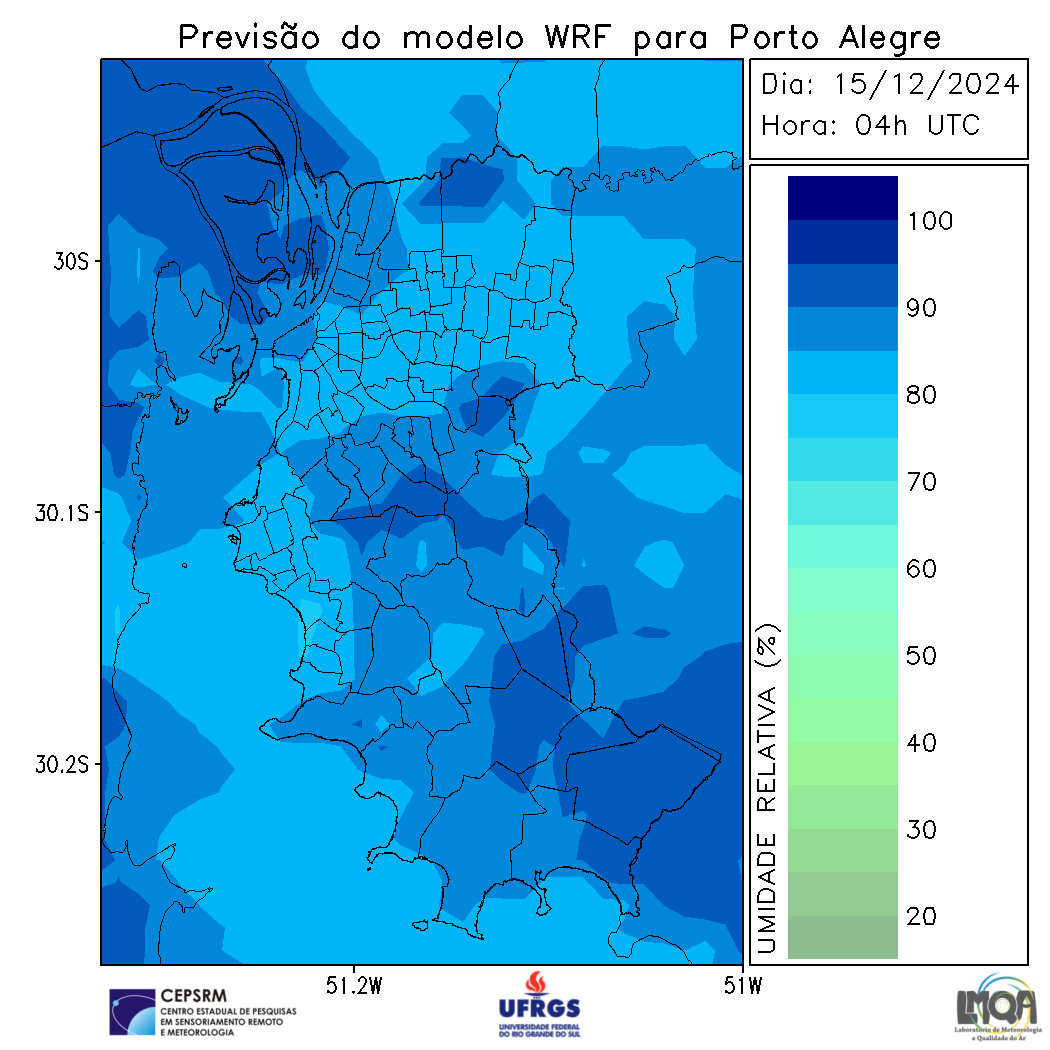 Previsão do modelo WRF para Porto Alegre
Dia: 15/12/2024
Hora: 04h UTC
30S
30.1S
30.2S
51.2W
51W
100
90
80
70
60
50
40
30
20
UMIDADE RELATIVA (%)
CEPSRM
CENTRO ESTADUAL DE PESQUISAS
EM SENSORIAMENTO REMOTO
E METEOROLOGIA
UFRGS
UNIVERSIDADE FEDERAL
DO RIO GRANDE DO SUL
LMQA
Laboratório de Meteorologia
e Qualidade do Ar